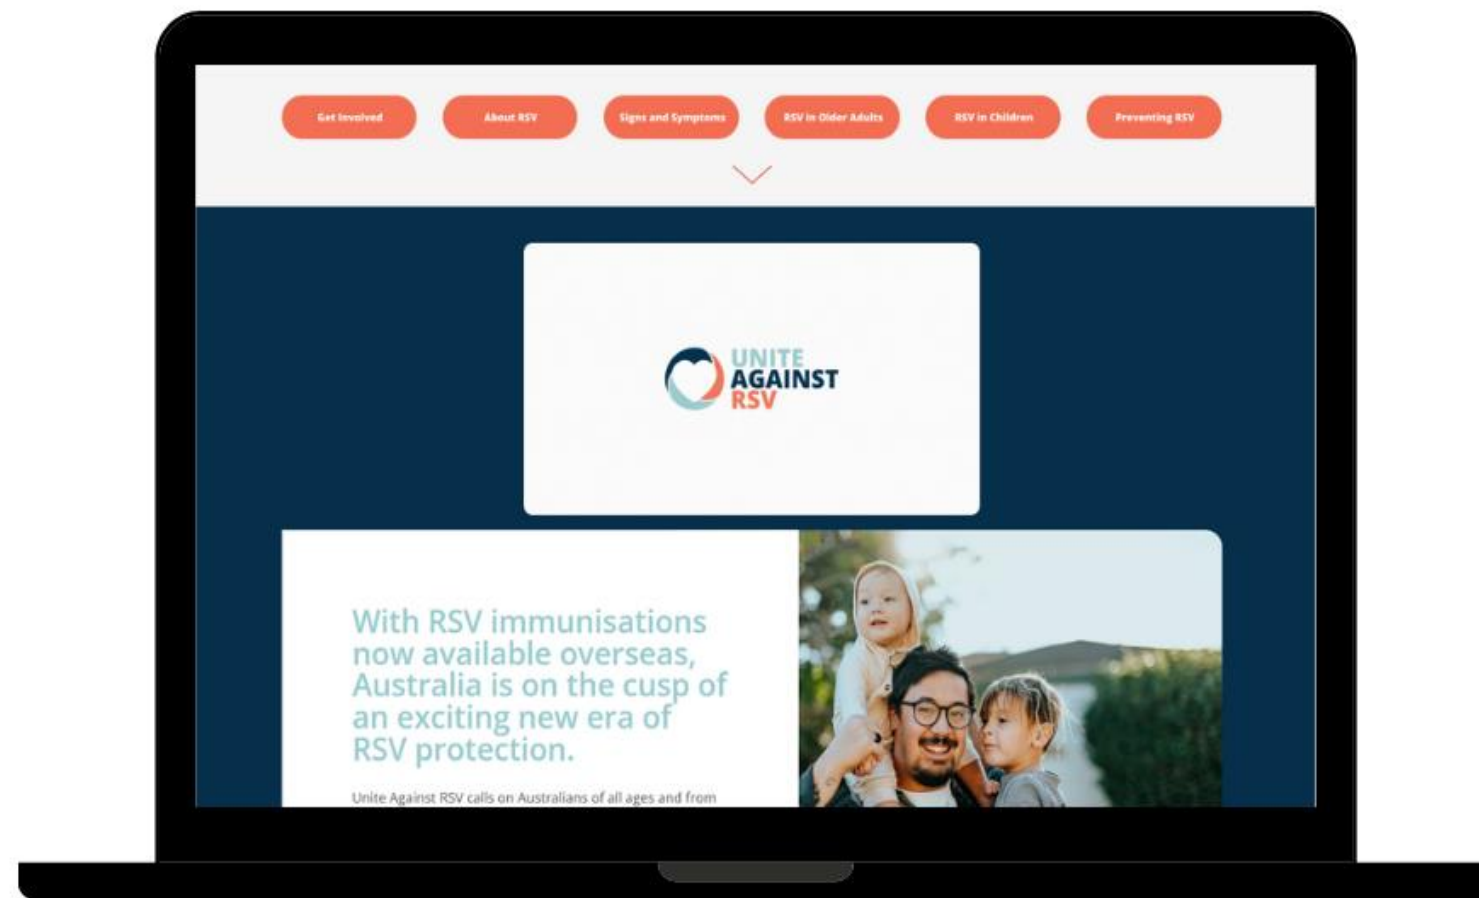 Get Involved
About RSV
Signs and Symptoms
RSV in Older Adults
RSV in Children
Preventing RSV
UNITE
AGAINST
RSV
With RSV immunisations
now available overseas,
Australia is on the cusp of
an exciting new era of
RSV protection.
Unite Against RSV calls on Australians of all ages and from